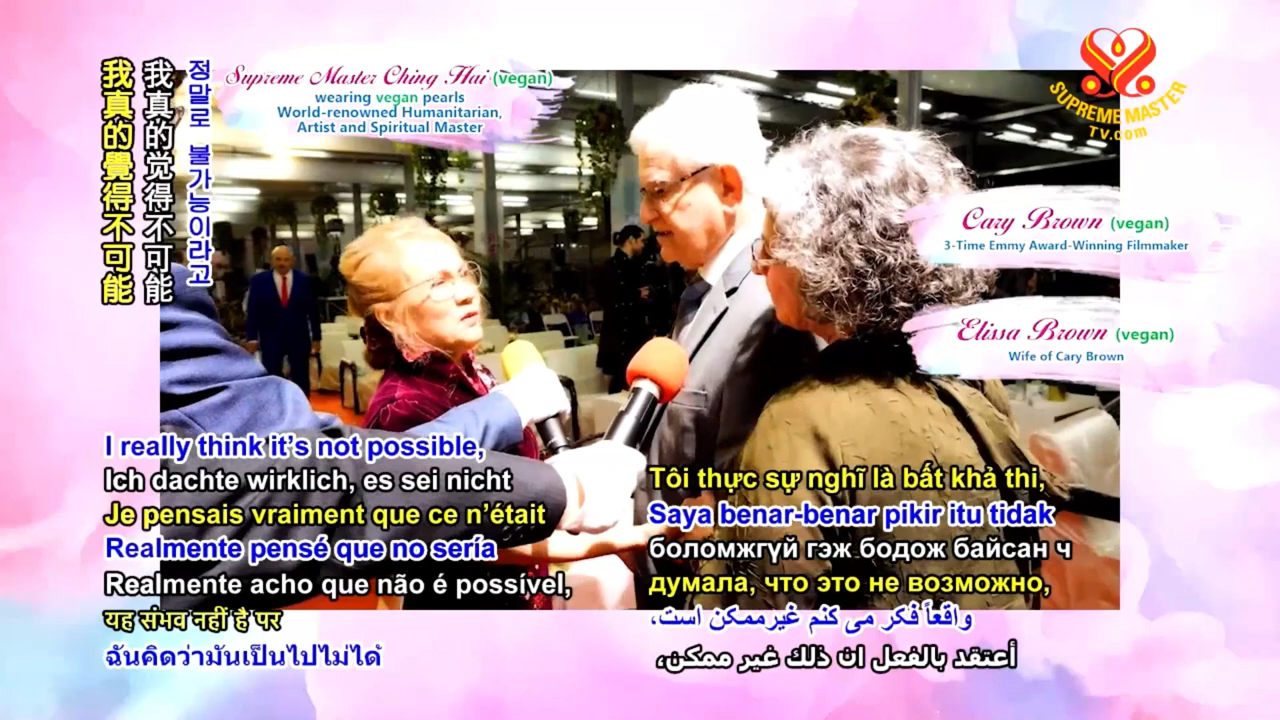 我真的覺得不可能
我真的觉得不可能
정말로 불가능이라고
Supreme Master Ching Hai (vegan)
wearing vegan pearls
World-renowned Humanitarian,
Artist and Spiritual Master
SUPREME MASTER
TV.com
Cary Brown (vegan)
3-Time Emmy Award-Winning Filmmaker
Elissa Brown (vegan)
Wife of Cary Brown
I really think it's not possible,
Ich dachte wirklich, es sei nicht
Je pensais vraiment que ce n'était
Realmente pensé que no sería
Realmente acho que não é possível,
यह संभव नहीं है पर
ฉันคิดว่ามันเป็นไปไม่ได้
Tôi thực sự nghĩ là bất khả thi,
Saya benar-benar pikir itu tidak
боломжгүй гэж бодож байсан ч
думала, что это не возможно,
واقعاً فکر می کنم غیرممکن است،
أعتقد بالفعل ان ذلك غير ممكن،